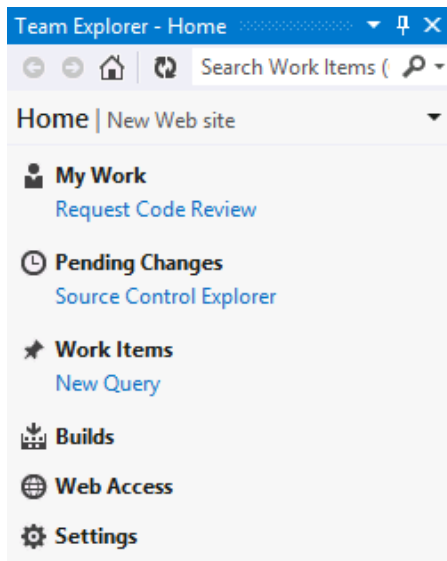 Team Explorer - Home
Search Work Items (
Home | New Web site
My Work
Request Code Review
Pending Changes
Source Control Explorer
Work Items
New Query
Builds
Web Access
Settings